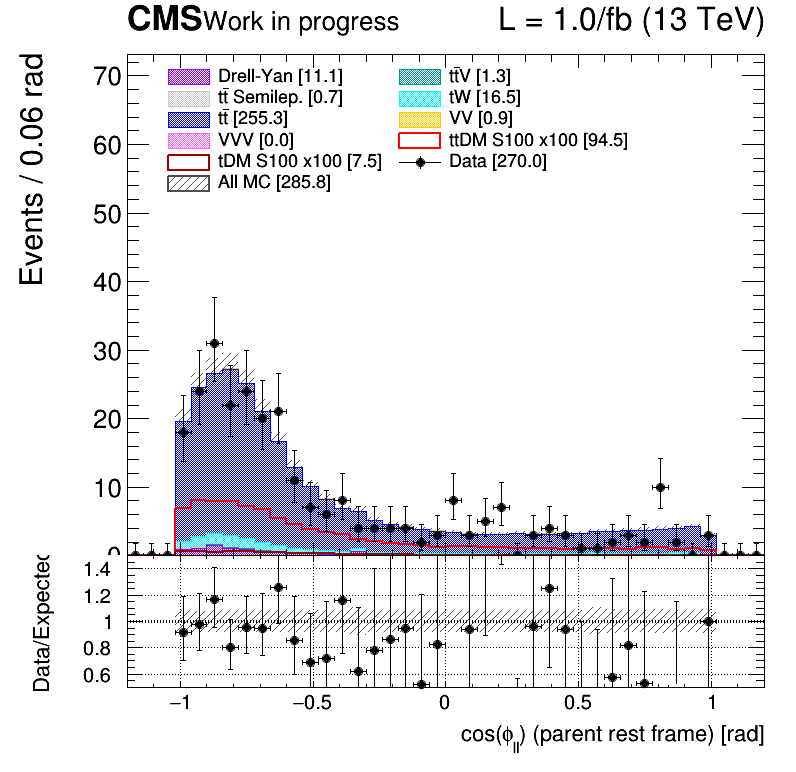 CMS Work in progress L = 1.0/fb (13 TeV)
Events / 0.06 rad
70
60
50
40
30
20
10
0
Drell-Yan [11.1] tt̄V [1.3]
tt̄ Semilep. [0.7] tW [16.5]
tt̄ [255.3] VV [0.9]
VVV [0.0] ttDM S100 x100 [94.5]
tDM S100 x100 [7.5] Data [270.0]
All MC [285.8]
Data/Expected
1.4
1.2
1
0.8
0.6
−1 −0.5 0 0.5 1
cos(ϕ_ll) (parent rest frame) [rad]